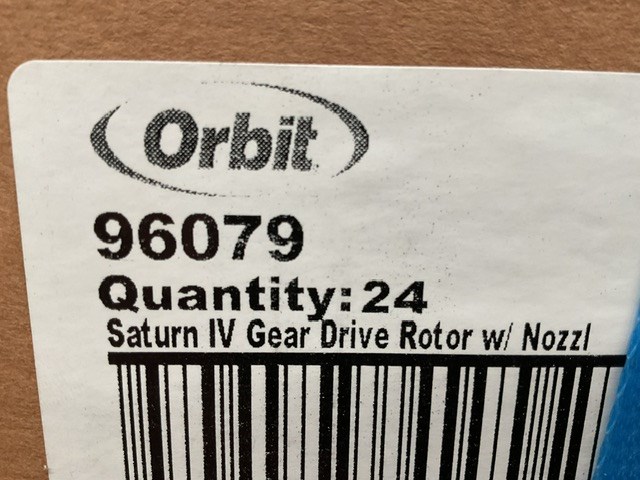 Orbit
96079
Quantity:24
Saturn IV Gear Drive Rotor w/ Nozzl